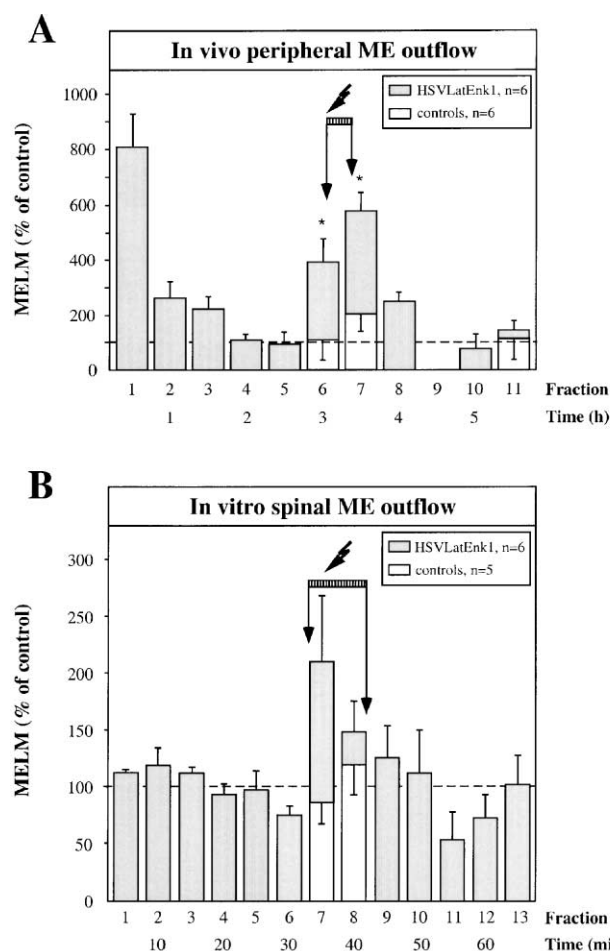 A
In vivo peripheral ME outflow
HSVLatEnk1, n=6
controls, n=6
MELM (% of control)
1000
800
600
400
200
0
* *
1 2 3 4 5 6 7 8 9 10 11 Fraction
1 2 3 4 5 Time (h)
B
In vitro spinal ME outflow
HSVLatEnk1, n=6
controls, n=5
MELM (% of control)
300
250
200
150
100
50
0
1 2 3 4 5 6 7 8 9 10 11 12 13 Fraction
10 20 30 40 50 60 Time (mi